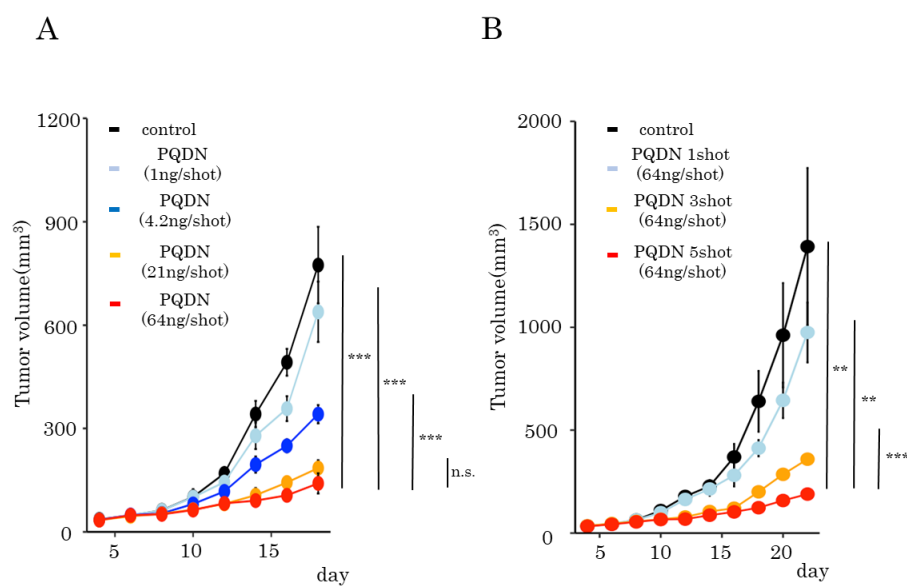 A
1200
900
600
300
0
5
10
15
day
Tumor volume(mm³)
control
PQDN
(1ng/shot)
PQDN
(4.2ng/shot)
PQDN
(21ng/shot)
PQDN
(64ng/shot)
***
***
***
n.s.
B
2000
1500
1000
500
0
5
10
15
20
day
Tumor volume(mm³)
control
PQDN 1shot
(64ng/shot)
PQDN 3shot
(64ng/shot)
PQDN 5shot
(64ng/shot)
**
**
***